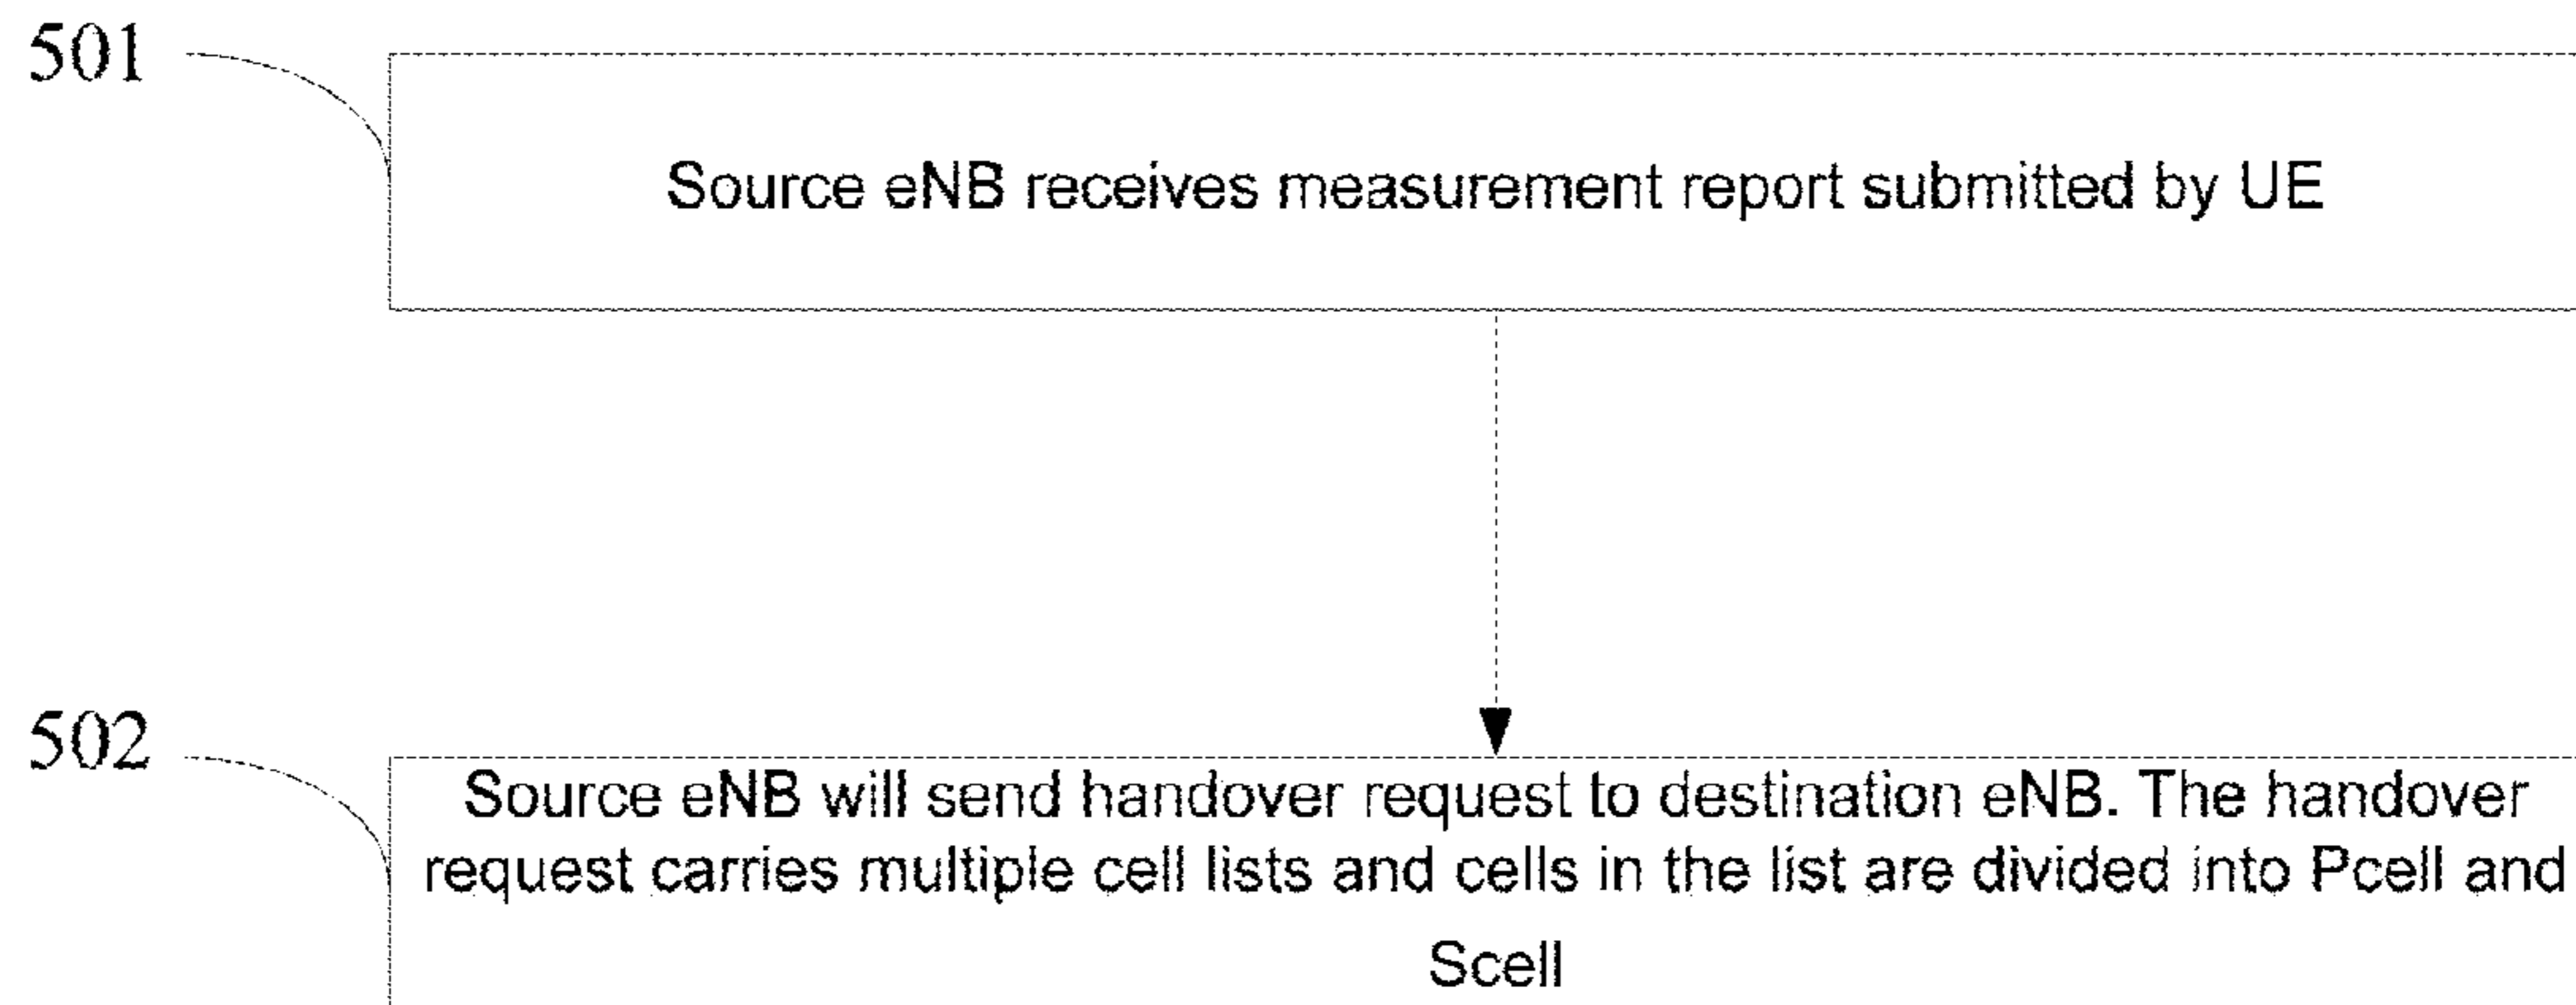 501
Source eNB receives measurement report submitted by UE
502
Source eNB will send handover request to destination eNB. The handover
request carries multiple cell lists and cells in the list are divided into Pcell and
Scell